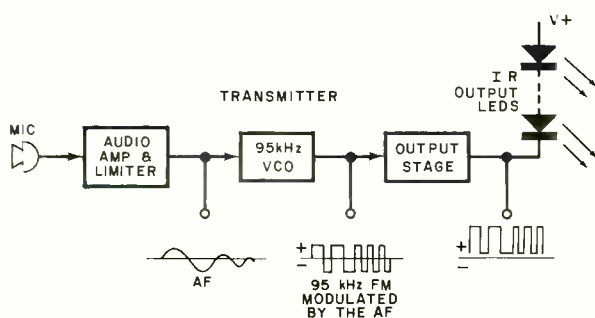 V+
I R
OUTPUT
LEDS
TRANSMITTER
MIC
AUDIO
AMP &
LIMITER
95kHz
VCO
OUTPUT
STAGE
AF
+
−
95 kHz FM
MODULATED
BY THE AF
+
−